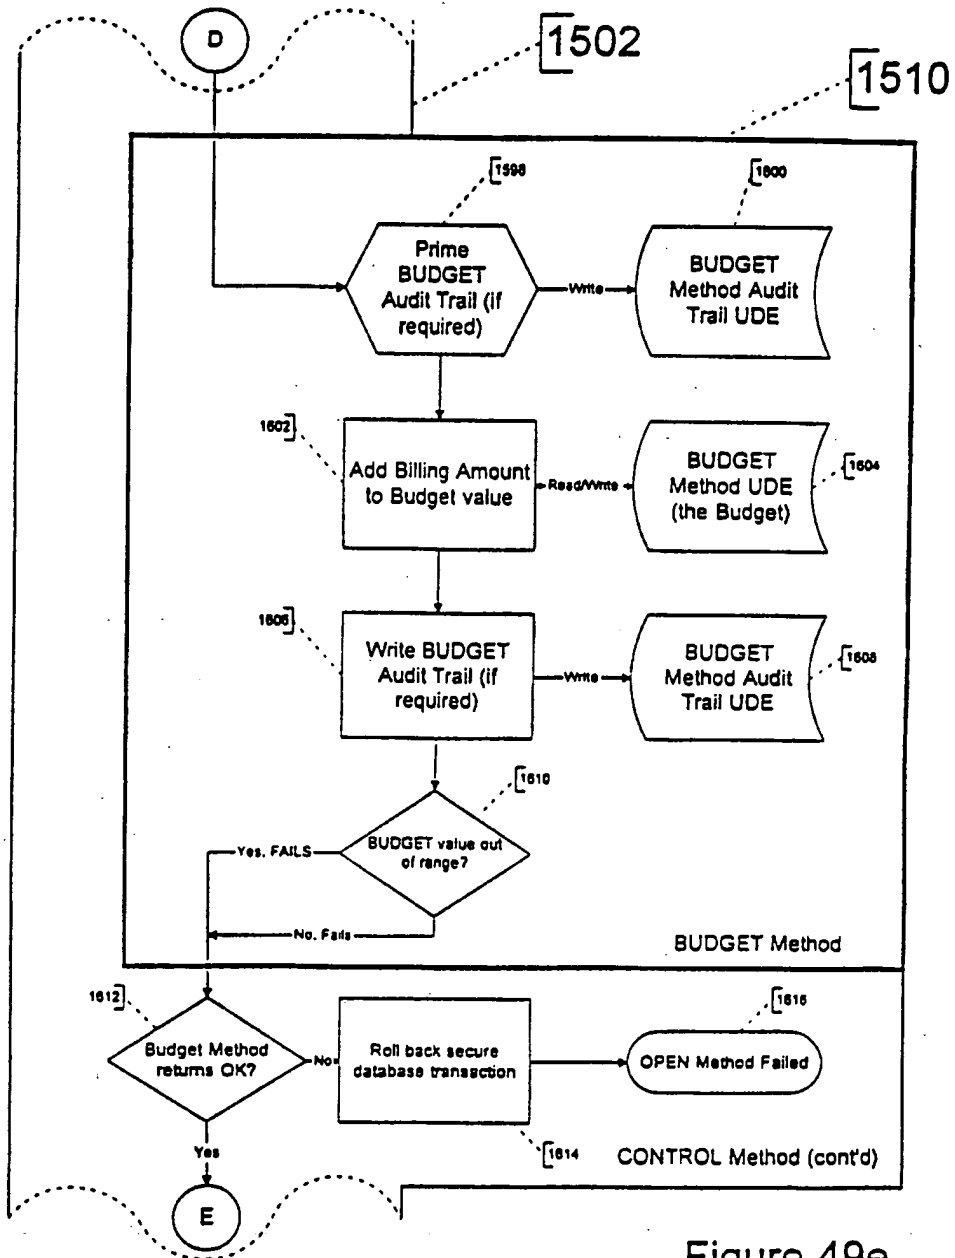 D
1502
1510
1598
1600
Prime
BUDGET
Audit Trail (if
required)
Write
BUDGET
Method Audit
Trail UDE
1602
Add Billing Amount
to Budget value
Read/Write
BUDGET
Method UDE
(the Budget)
1604
1606
Write BUDGET
Audit Trail (if
required)
Write
BUDGET
Method Audit
Trail UDE
1608
1610
BUDGET value out
of range?
Yes, FAILS
No, Fails
BUDGET Method
1612
Budget Method
returns OK?
No
Roll back secure
database transaction
1616
OPEN Method Failed
Yes
1614
CONTROL Method (cont'd)
E
Figure 49e